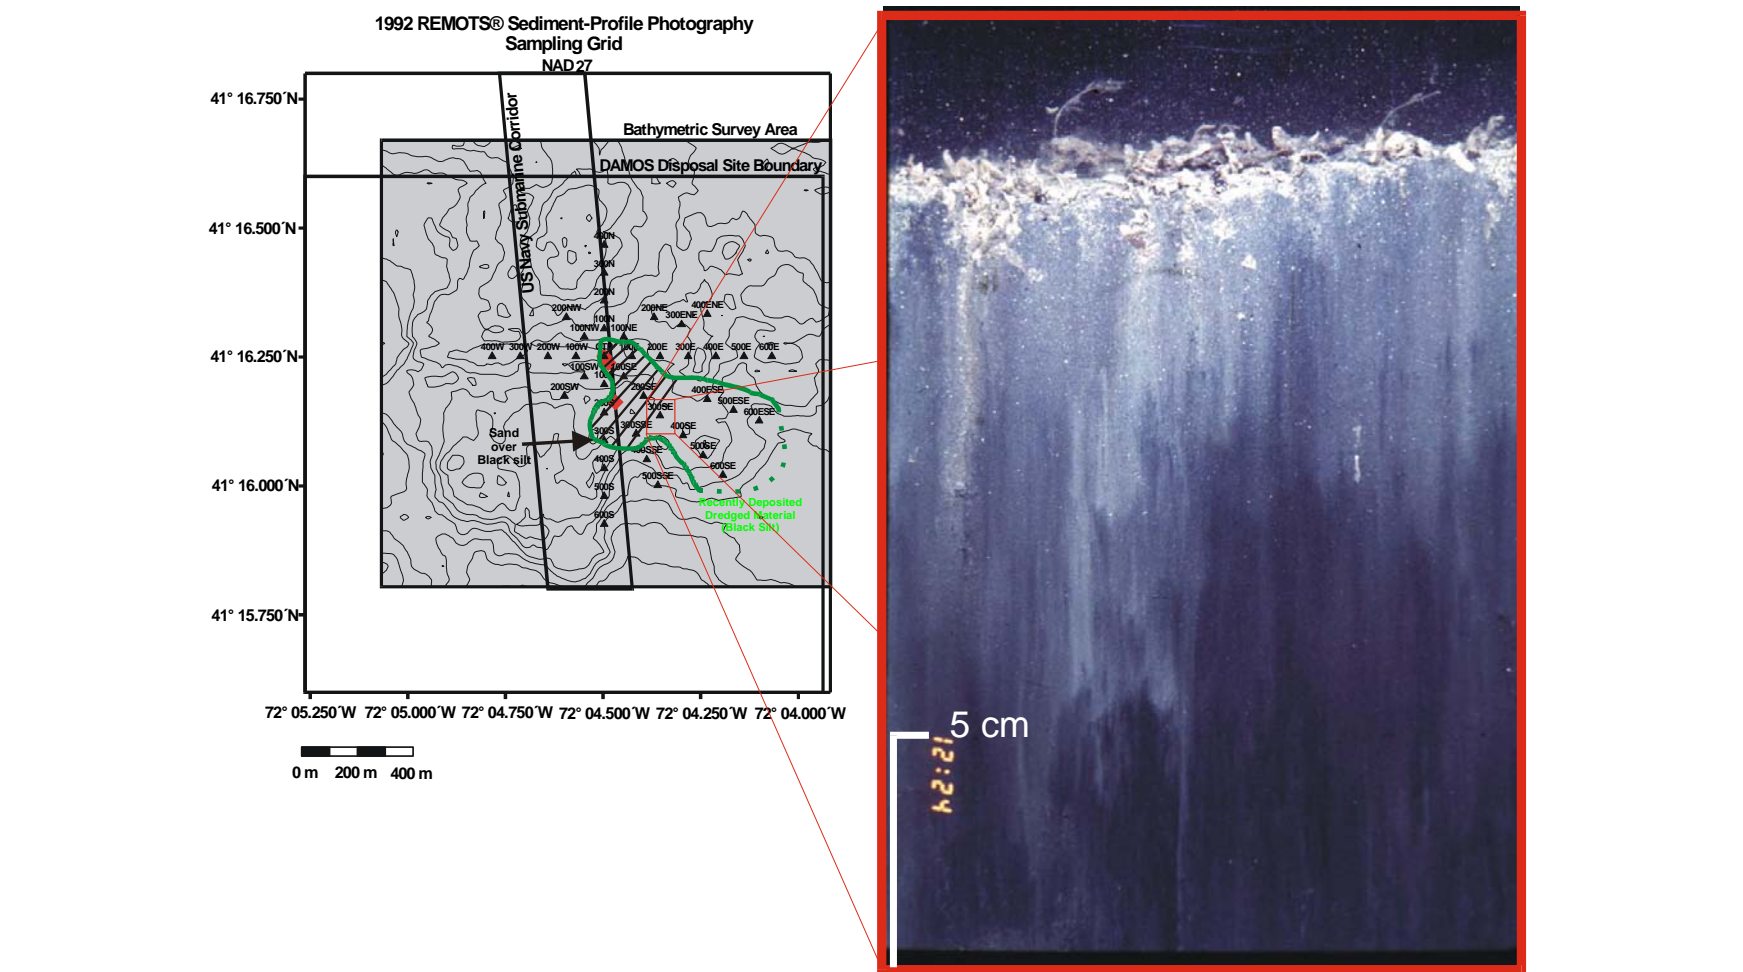 1992 REMOTS® Sediment-Profile Photography
Sampling Grid
NAD 27
41° 16.750´N
41° 16.500´N
41° 16.250´N
41° 16.000´N
41° 15.750´N
Bathymetric Survey Area
DAMOS Disposal Site Boundary
US Navy Submarine Corridor
400N
300N
200N
100N
200NW
100NW
100NE
200NE
300ENE
400ENE
400W
300W
200W
100W
CTR
100E
200E
300E
400E
500E
600E
100SW
200SW
100SE
200SE
300SE
400SE
500SE
600SE
400ESE
500ESE
600ESE
300SSE
400SSE
500SSE
200S
300S
400S
500S
600S
Sand
over
Black silt
Recently Deposited
Dredged Material
(Black Silt)
72° 05.250´W
72° 05.000´W
72° 04.750´W
72° 04.500´W
72° 04.250´W
72° 04.000´W
0 m
200 m
400 m
5 cm
12:24